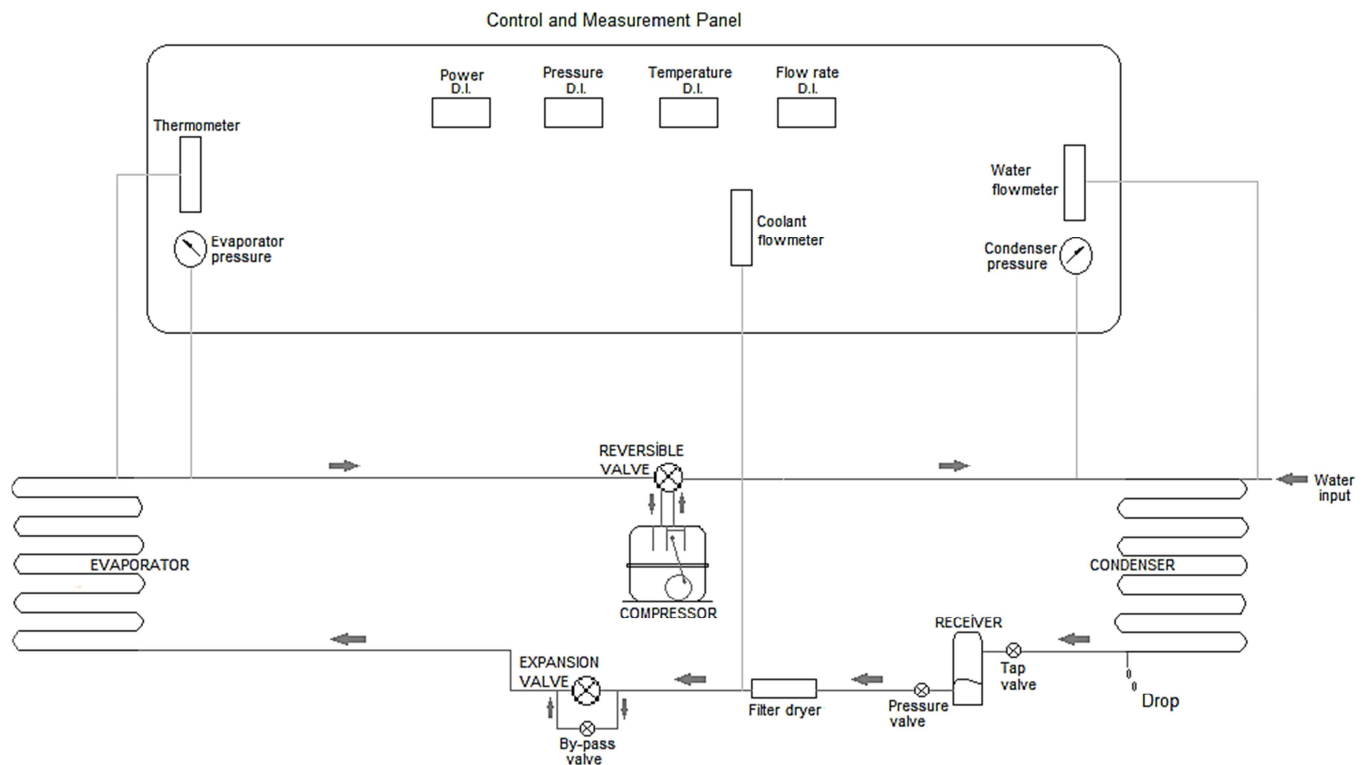 Control and Measurement Panel
Power
D.I.
Pressure
D.I.
Temperature
D.I.
Flow rate
D.I.
Thermometer
Water
flowmeter
Coolant
flowmeter
Evaporator
pressure
Condenser
pressure
REVERSİBLE
VALVE
Water
input
EVAPORATOR
CONDENSER
COMPRESSOR
RECEİVER
EXPANSION
VALVE
Tap
valve
Drop
Filter dryer
Pressure
valve
By-pass
valve